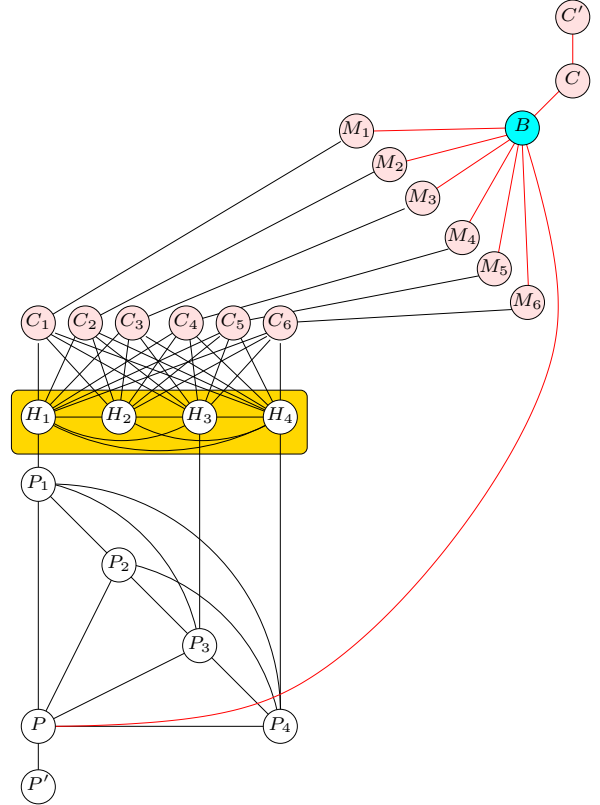 C′
C
B
M₁
M₂
M₃
M₄
M₅
M₆
C₁ C₂ C₃ C₄ C₅ C₆
H₁ H₂ H₃ H₄
P₁
P₂
P₃
P P₄
P′